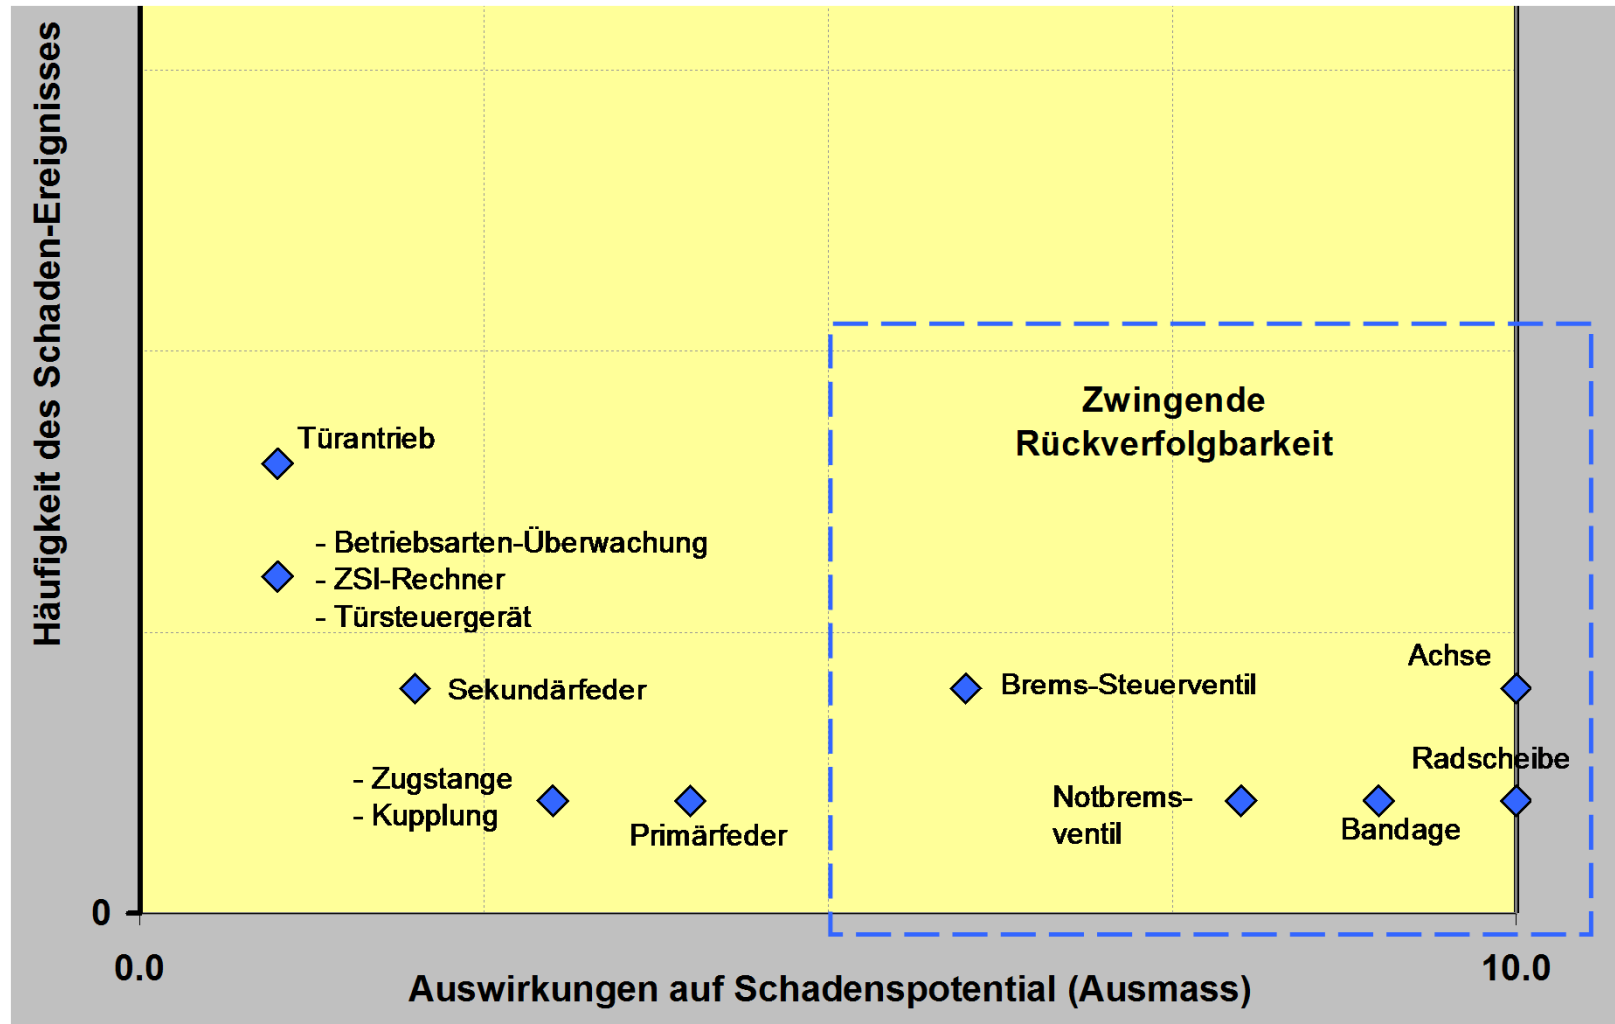 Häufigkeit des Schaden-Ereignisses
Zwingende
Rückverfolgbarkeit
Türantrieb
- Betriebsarten-Überwachung
- ZSI-Rechner
- Türsteuergerät
Achse
Sekundärfeder
Brems-Steuerventil
Radscheibe
- Zugstange
- Kupplung
Notbrems-
ventil
Primärfeder
Bandage
0
0.0
10.0
Auswirkungen auf Schadenspotential (Ausmass)